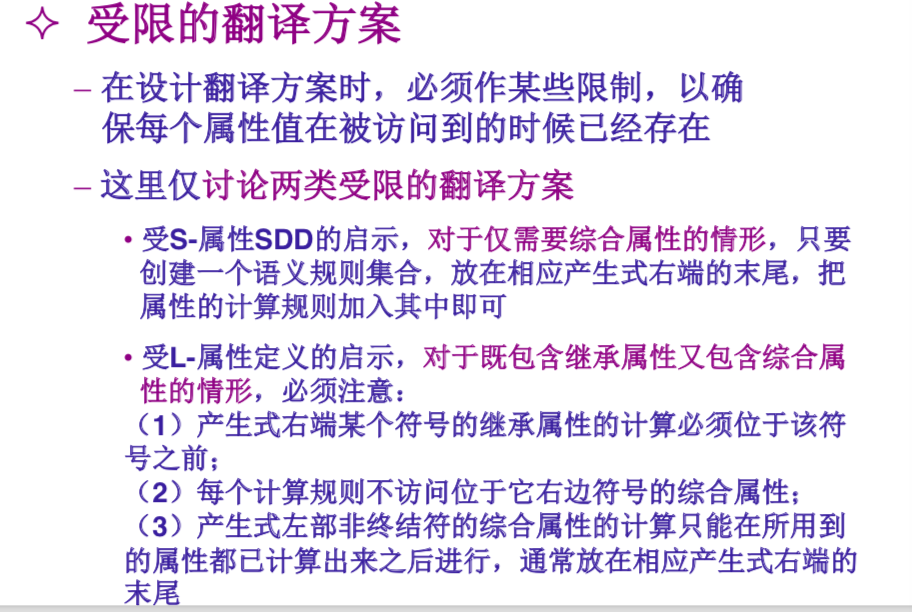 ✧ 受限的翻译方案
– 在设计翻译方案时，必须作某些限制，以确
保每个属性值在被访问到的时候已经存在
– 这里仅讨论两类受限的翻译方案
• 受S-属性SDD的启示，对于仅需要综合属性的情形，只要
创建一个语义规则集合，放在相应产生式右端的末尾，把
属性的计算规则加入其中即可
• 受L-属性定义的启示，对于既包含继承属性又包含综合属
性的情形，必须注意：
（1）产生式右端某个符号的继承属性的计算必须位于该符
号之前；
（2）每个计算规则不访问位于它右边符号的综合属性；
（3）产生式左部非终结符的综合属性的计算只能在所用到
的属性都已计算出来之后进行，通常放在相应产生式右端的
末尾